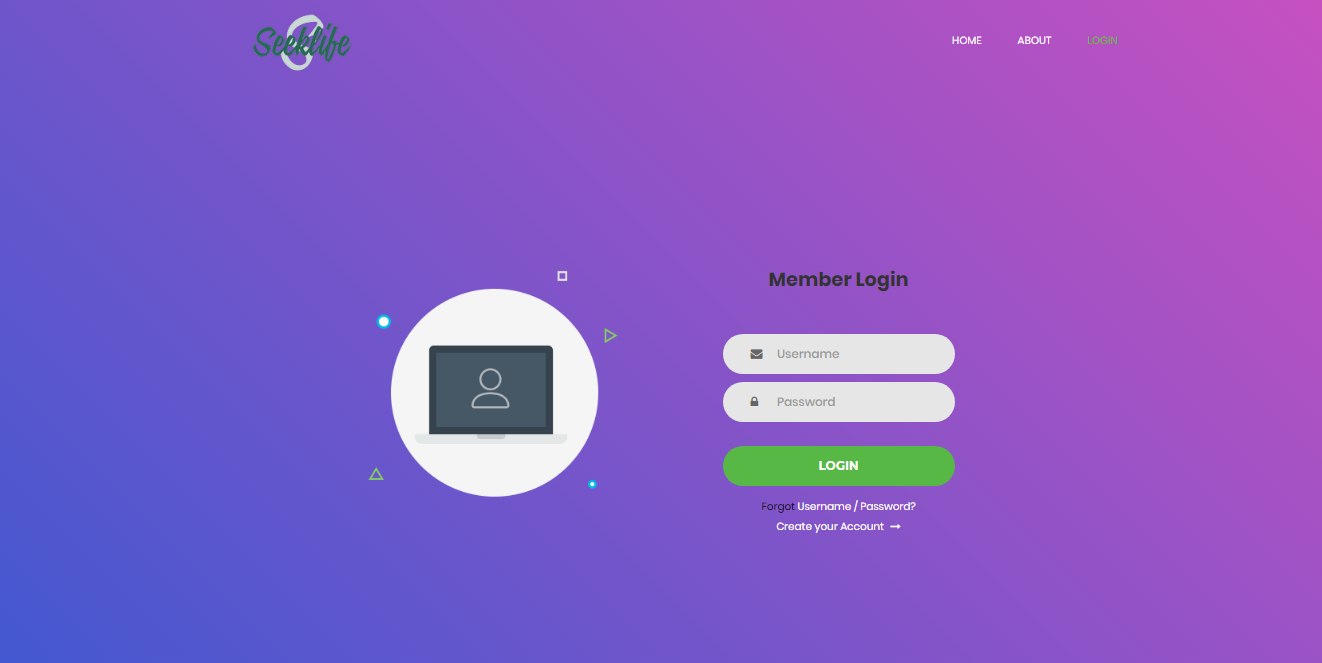 Seeklife
HOME ABOUT LOGIN
Member Login
Username
Password
LOGIN
Forgot Username / Password?
Create your Account